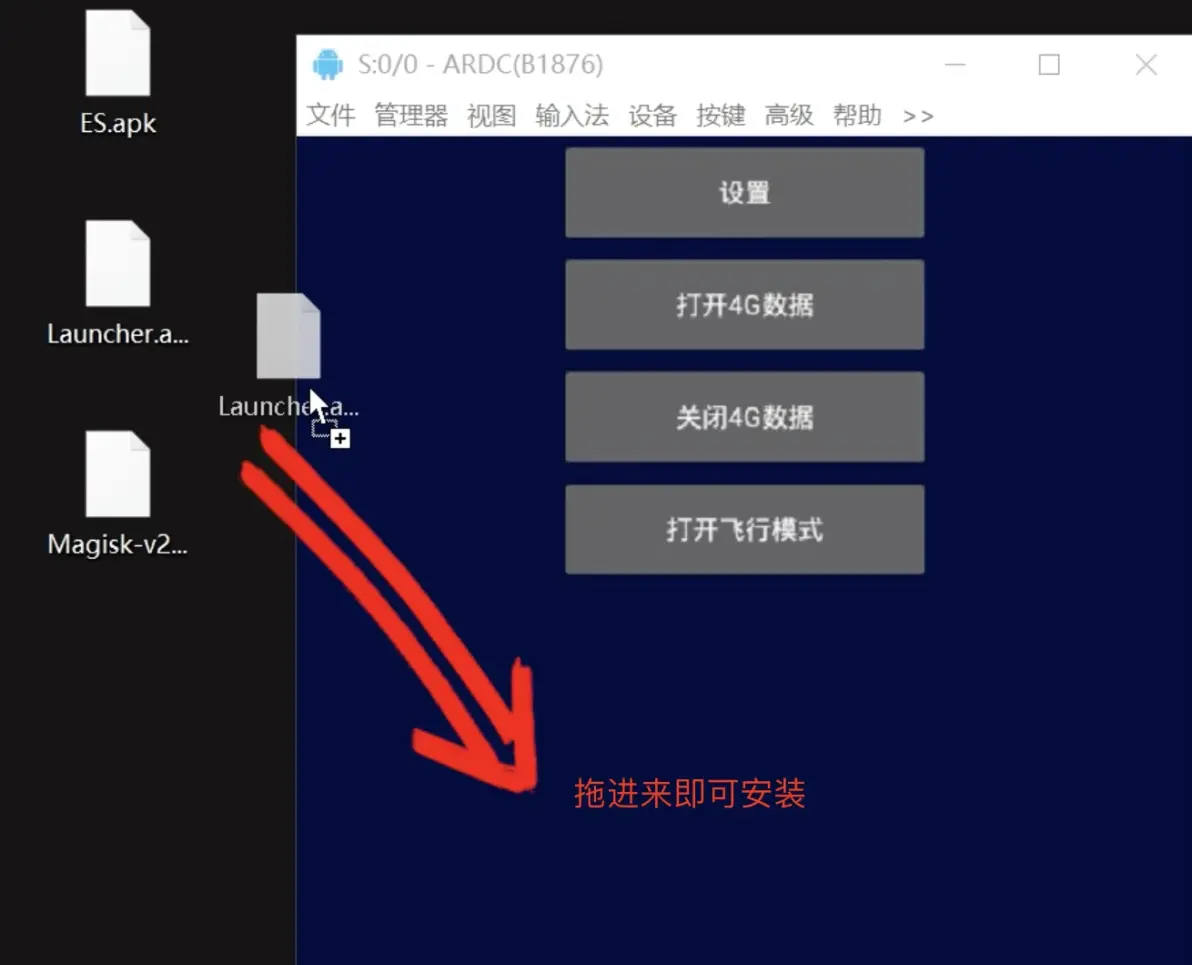 ES.apk
Launcher.a...
Launcher.a...
Magisk-v2...
S:0/0 - ARDC(B1876)
文件 管理器 视图 输入法 设备 按键 高级 帮助 >>
设置
打开4G数据
关闭4G数据
打开飞行模式
拖进来即可安装